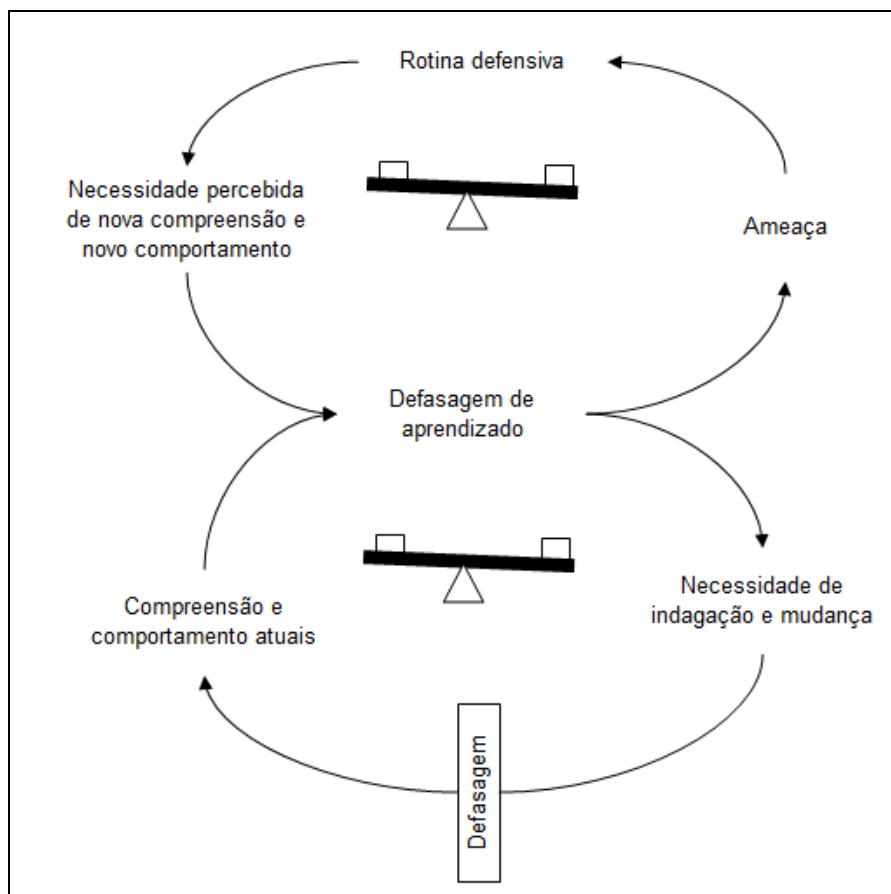 Rotina defensiva
Necessidade percebida
de nova compreensão e
novo comportamento
Ameaça
Defasagem de
aprendizado
Compreensão e
comportamento atuais
Necessidade de
indagação e mudança
Defasagem